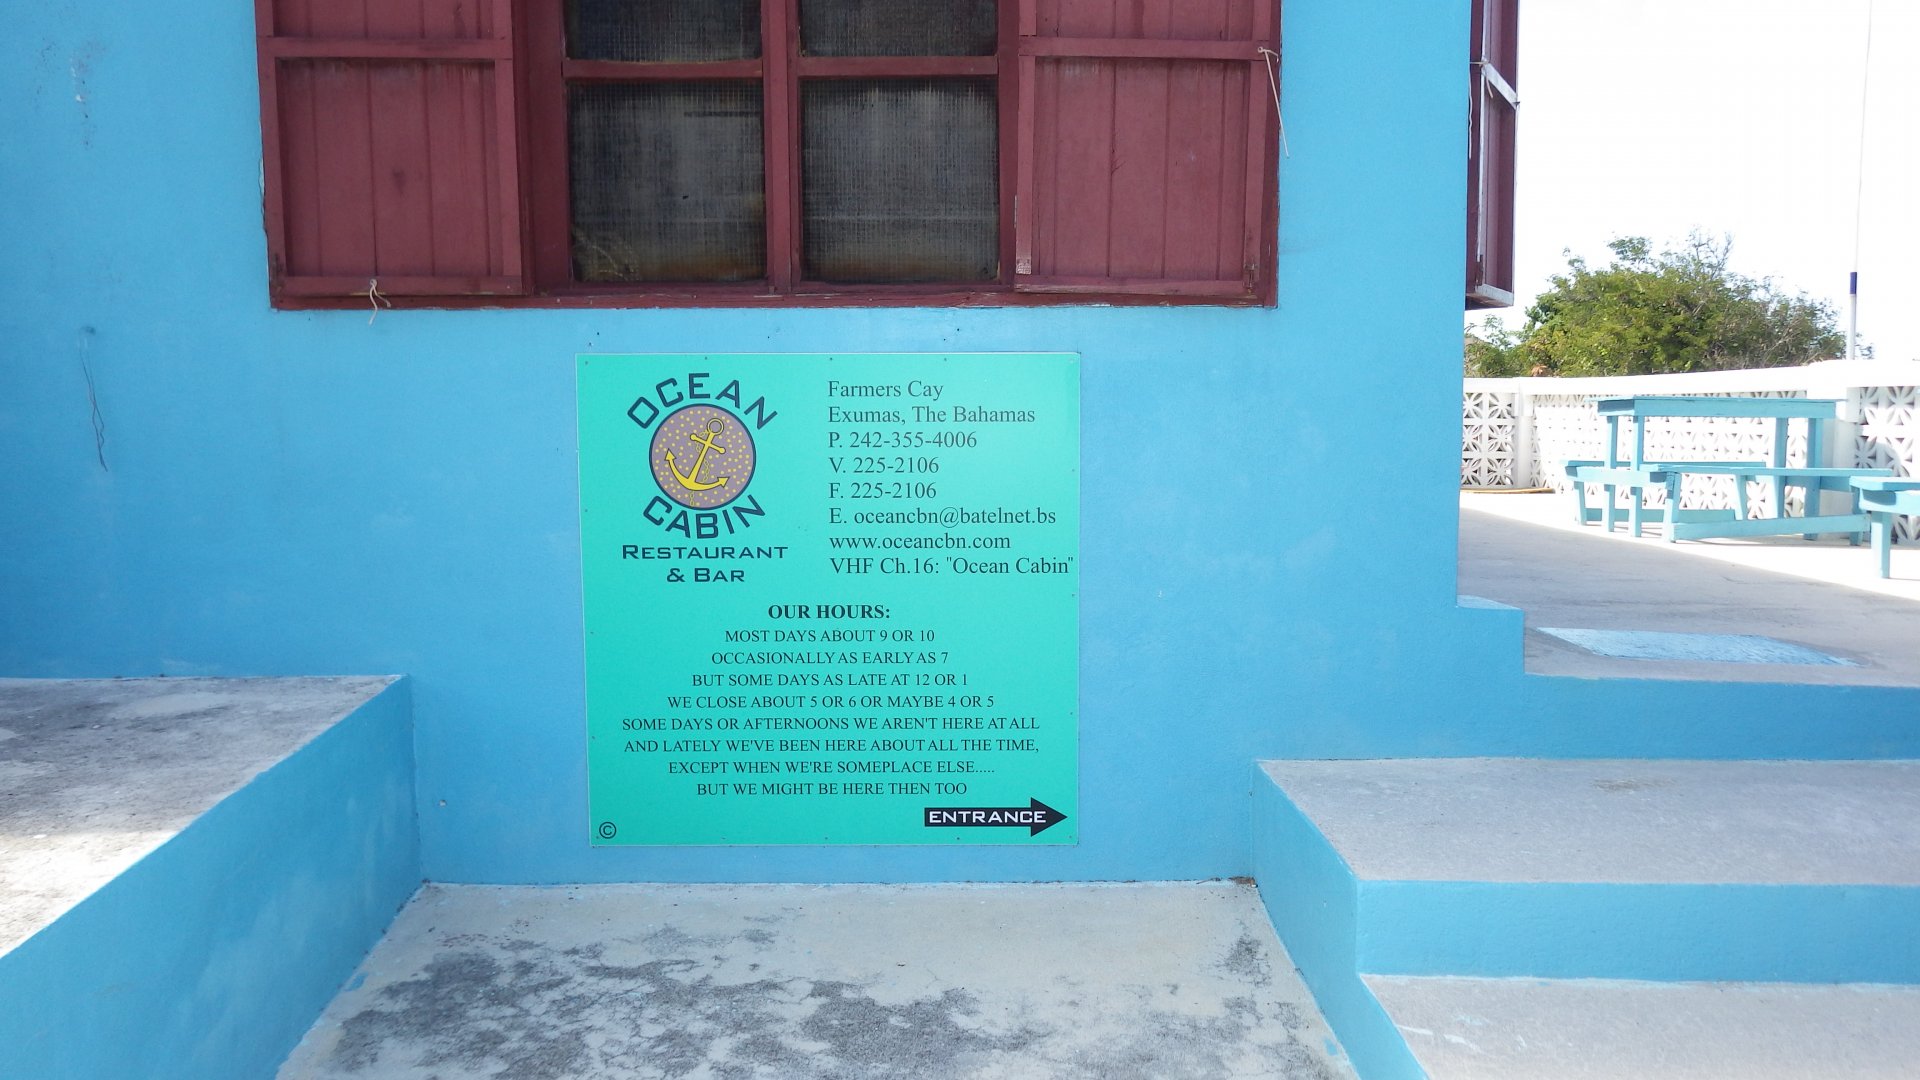 OCEAN
CABIN
RESTAURANT
& BAR
Farmers Cay
Exumas, The Bahamas
P. 242-355-4006
V. 225-2106
F. 225-2106
E. oceancbn@batelnet.bs
www.oceancbn.com
VHF Ch.16: "Ocean Cabin"
OUR HOURS:
MOST DAYS ABOUT 9 OR 10
OCCASIONALLY AS EARLY AS 7
BUT SOME DAYS AS LATE AT 12 OR 1
WE CLOSE ABOUT 5 OR 6 OR MAYBE 4 OR 5
SOME DAYS OR AFTERNOONS WE AREN'T HERE AT ALL
AND LATELY WE'VE BEEN HERE ABOUT ALL THE TIME,
EXCEPT WHEN WE'RE SOMEPLACE ELSE.....
BUT WE MIGHT BE HERE THEN TOO
ENTRANCE
©